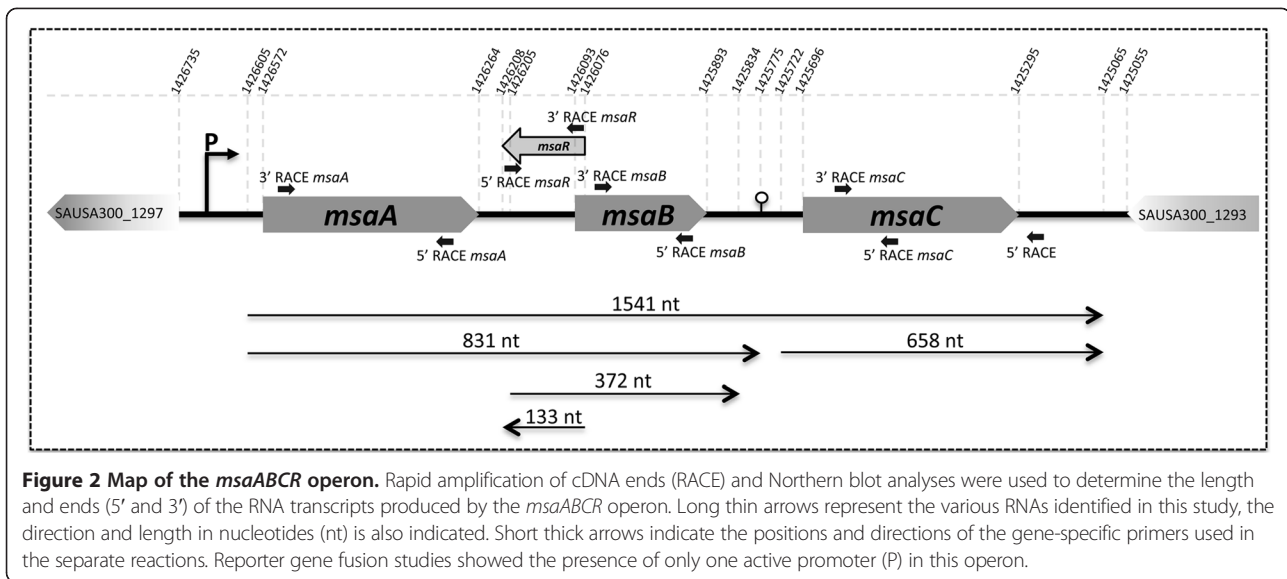 1426735
1426605
1426572
1426264
1426208
1426205
1426093
1426076
1425893
1425834
1425775
1425722
1425696
1425295
1425065
1425055
3′ RACE msaR
P
msaR
3′ RACE msaA
5′ RACE msaR
3′ RACE msaB
3′ RACE msaC
SAUSA300_1297
msaA
msaB
msaC
SAUSA300_1293
5′ RACE msaA
5′ RACE msaB
5′ RACE msaC
5′ RACE
1541 nt
831 nt
658 nt
372 nt
133 nt
Figure 2 Map of the msaABCR operon. Rapid amplification of cDNA ends (RACE) and Northern blot analyses were used to determine the length
and ends (5′ and 3′) of the RNA transcripts produced by the msaABCR operon. Long thin arrows represent the various RNAs identified in this study, the
direction and length in nucleotides (nt) is also indicated. Short thick arrows indicate the positions and directions of the gene-specific primers used in
the separate reactions. Reporter gene fusion studies showed the presence of only one active promoter (P) in this operon.